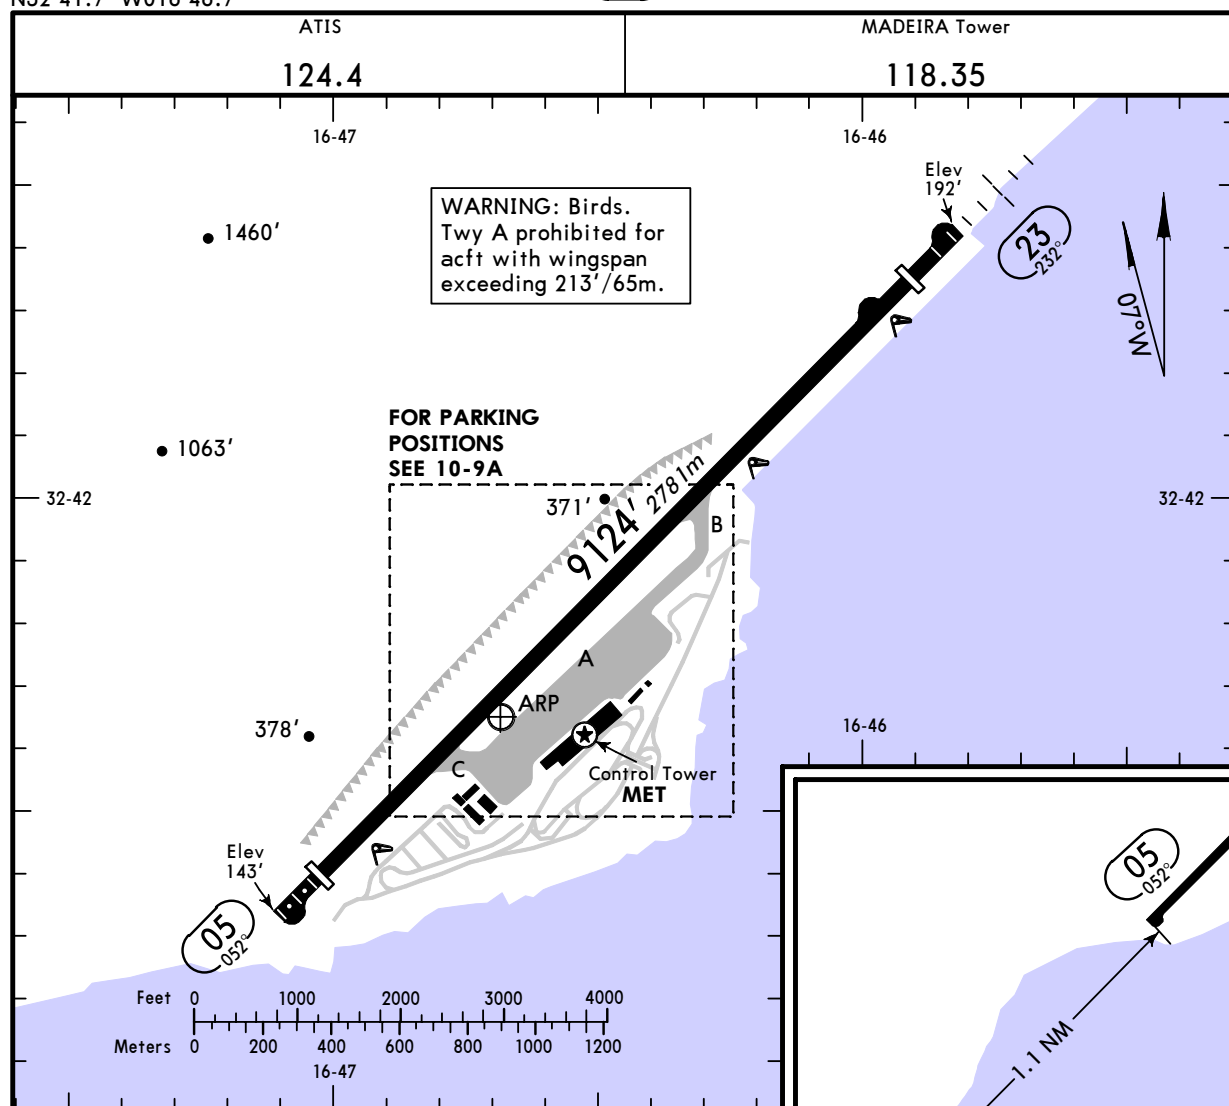 ATIS
124.4
MADEIRA Tower
118.35
16-47
16-46
Elev
192'
WARNING: Birds.
Twy A prohibited for
acft with wingspan
exceeding 213'/65m.
1460'
23
232°
07°W
FOR PARKING
POSITIONS
SEE 10-9A
1063'
32-42
371'
9124' 2781m
B
32-42
A
ARP
378'
16-46
C
Control Tower
MET
Elev
143'
05
052°
05
052°
Feet 0 1000 2000 3000 4000
Meters 0 200 400 600 800 1000 1200
1.1 NM
16-47